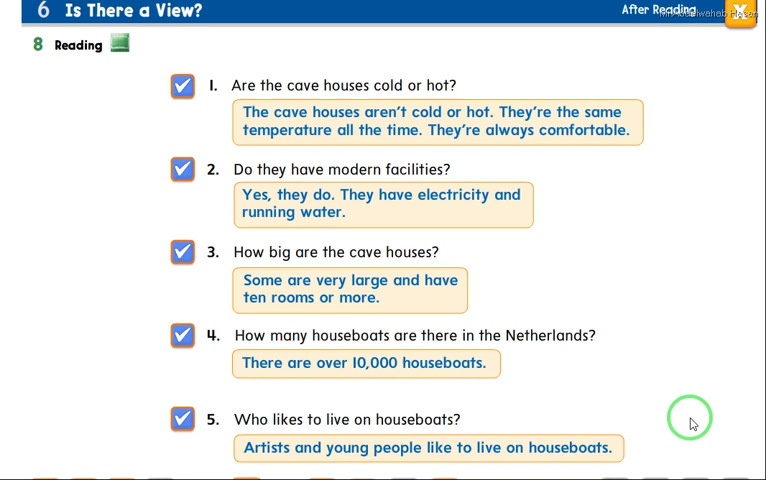 6 Is There a View?
After Reading
8 Reading
1. Are the cave houses cold or hot?
The cave houses aren't cold or hot. They're the same
temperature all the time. They're always comfortable.
2. Do they have modern facilities?
Yes, they do. They have electricity and
running water.
3. How big are the cave houses?
Some are very large and have
ten rooms or more.
4. How many houseboats are there in the Netherlands?
There are over 10,000 houseboats.
5. Who likes to live on houseboats?
Artists and young people like to live on houseboats.